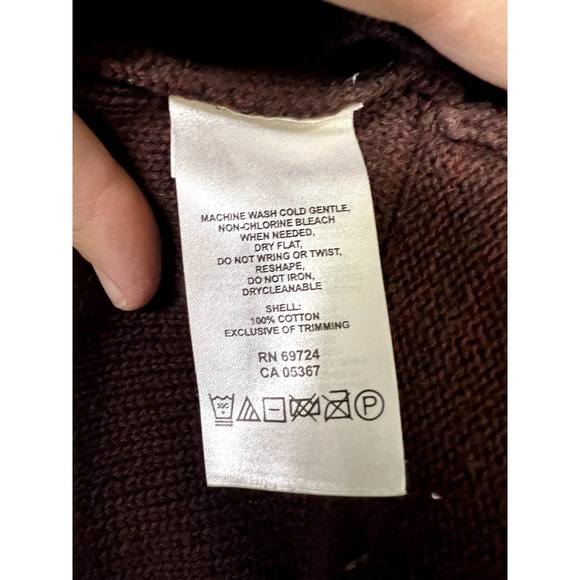 MACHINE WASH COLD GENTLE,
NON-CHLORINE BLEACH
WHEN NEEDED,
DRY FLAT,
DO NOT WRING OR TWIST,
RESHAPE,
DO NOT IRON,
DRYCLEANABLE
SHELL:
100% COTTON
EXCLUSIVE OF TRIMMING
RN 69724
CA 05367
30C P